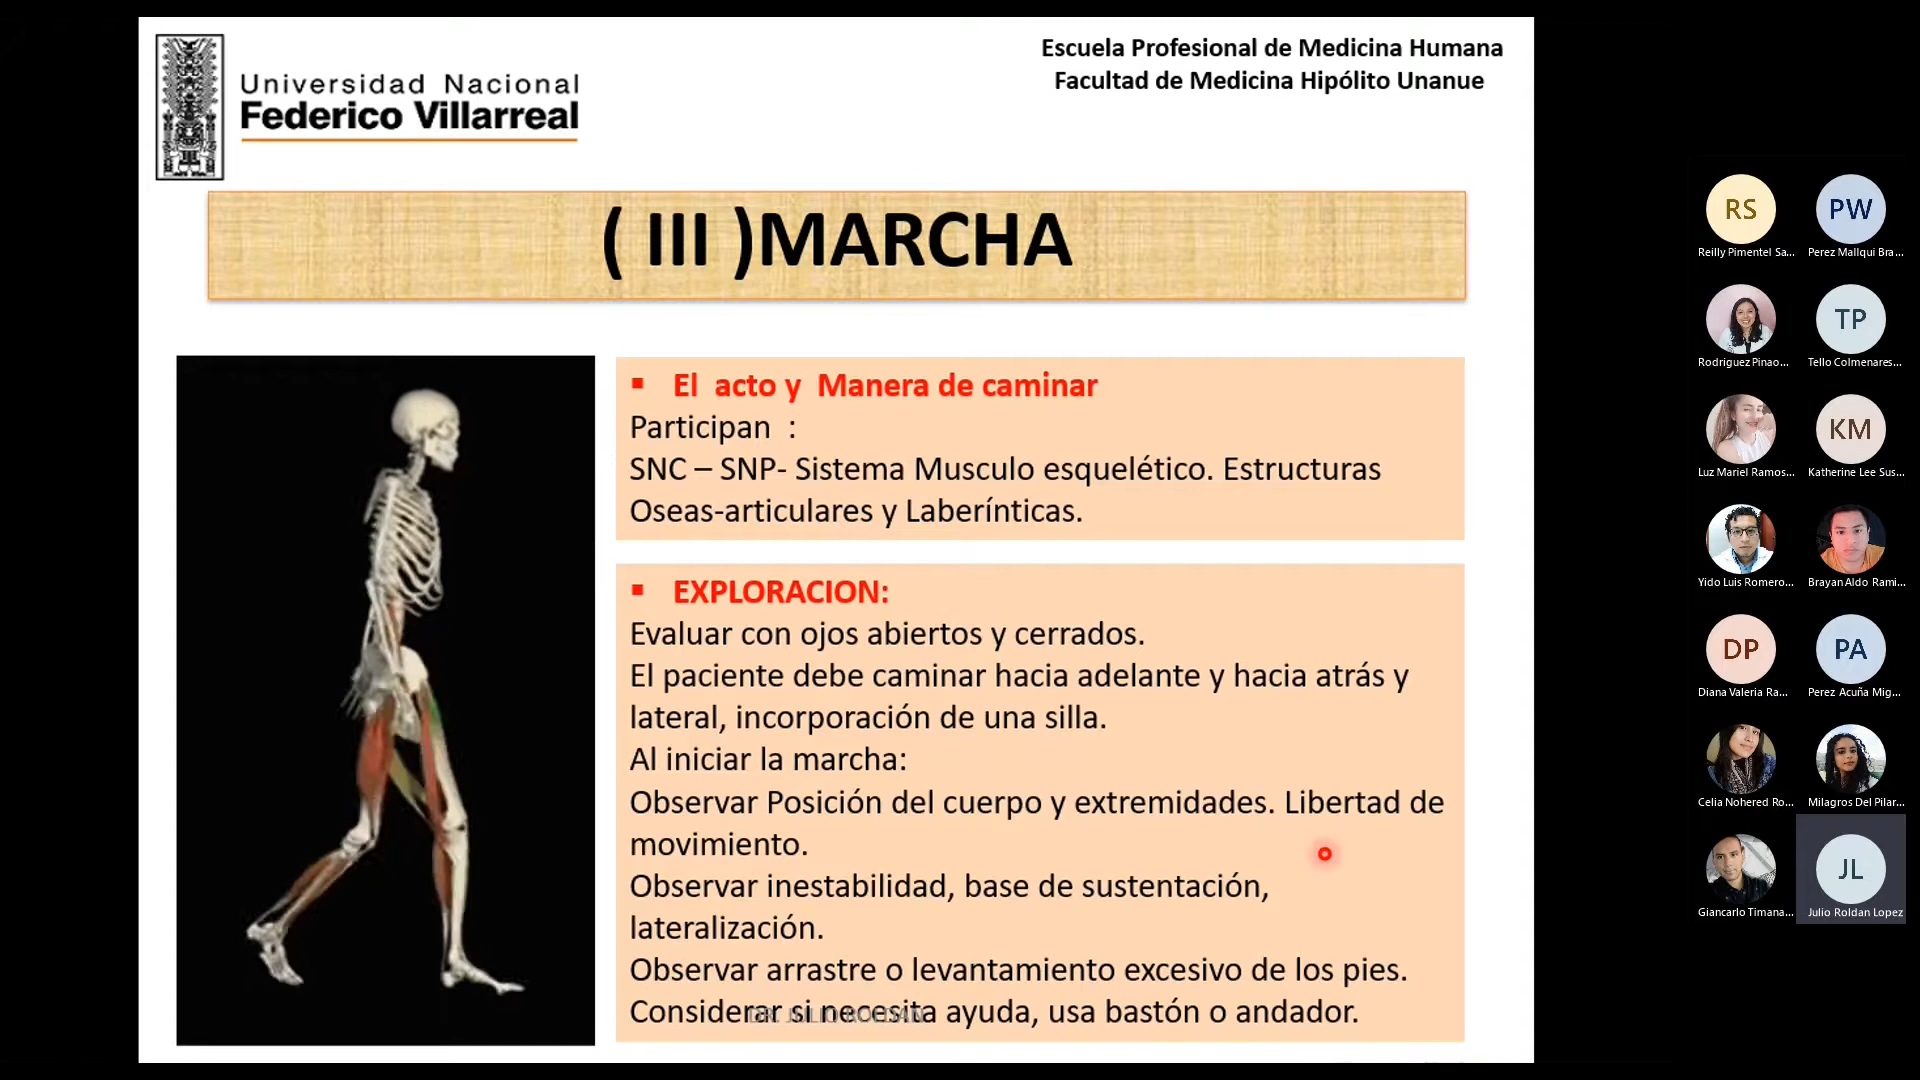 Universidad Nacional
Federico Villarreal
Escuela Profesional de Medicina Humana
Facultad de Medicina Hipólito Unanue
( III )MARCHA
▪ El acto y Manera de caminar
Participan :
SNC – SNP- Sistema Musculo esquelético. Estructuras
Oseas-articulares y Laberínticas.
▪ EXPLORACION:
Evaluar con ojos abiertos y cerrados.
El paciente debe caminar hacia adelante y hacia atrás y
lateral, incorporación de una silla.
Al iniciar la marcha:
Observar Posición del cuerpo y extremidades. Libertad de
movimiento.
Observar inestabilidad, base de sustentación,
lateralización.
Observar arrastre o levantamiento excesivo de los pies.
Considerar si necesita ayuda, usa bastón o andador.
DR. JULIO ROLDAN
RS
PW
Reilly Pimentel Sa...
Perez Mallqui Bra...
TP
Rodriguez Pinao...
Tello Colmenares...
KM
Luz Mariel Ramos...
Katherine Lee Sus...
Yido Luis Romero...
Brayan Aldo Rami...
DP
PA
Diana Valeria Ra...
Perez Acuña Mig...
Celia Nohered Ro...
Milagros Del Pilar...
JL
Giancarlo Timana...
Julio Roldan Lopez